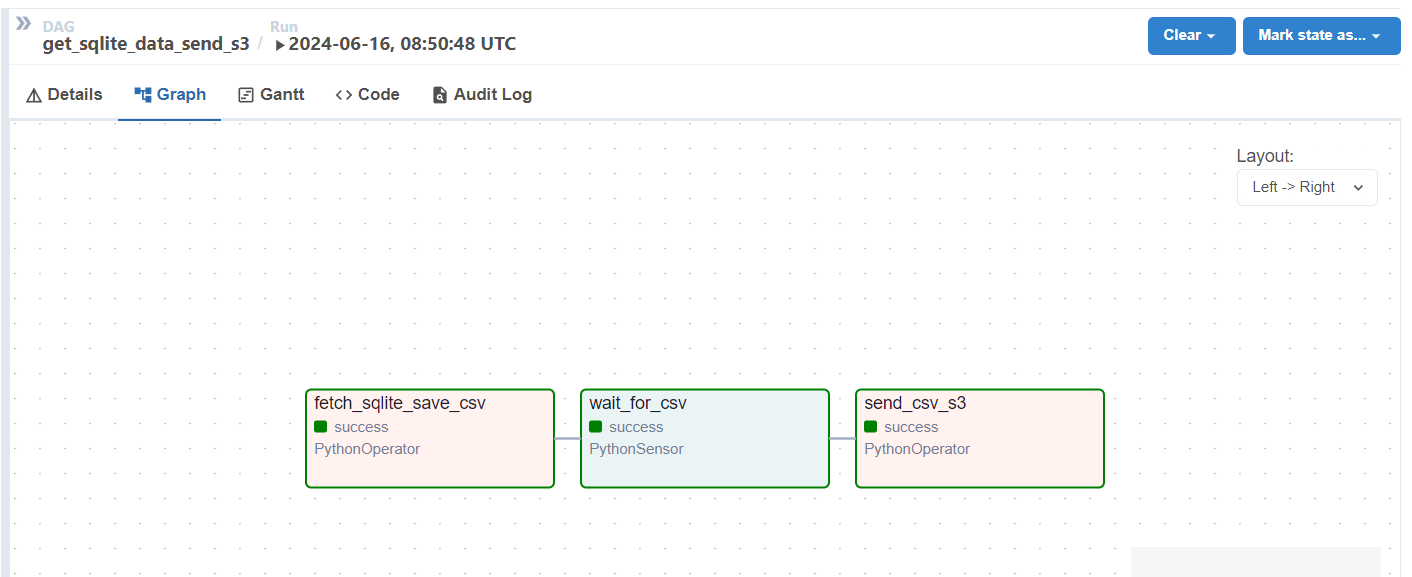 DAG
get_sqlite_data_send_s3 /
Run
2024-06-16, 08:50:48 UTC
Clear
Mark state as...
Details
Graph
Gantt
Code
Audit Log
Layout:
Left -> Right
fetch_sqlite_save_csv
success
PythonOperator
wait_for_csv
success
PythonSensor
send_csv_s3
success
PythonOperator